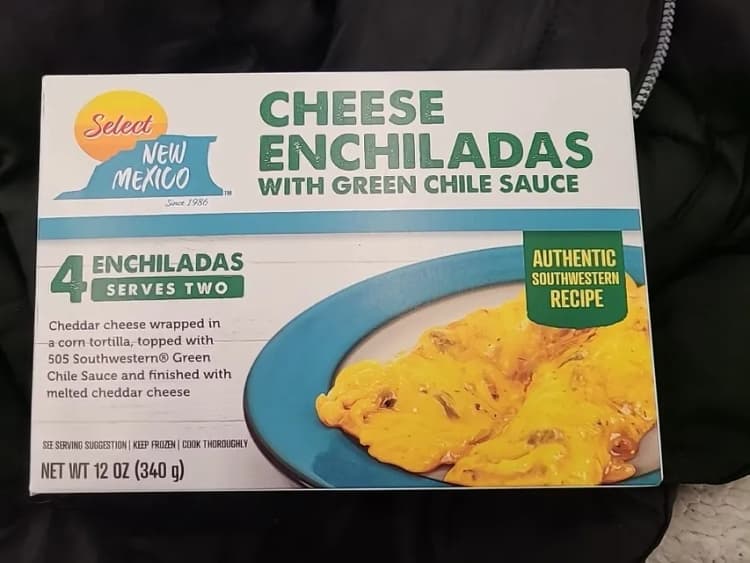 Select
NEW
MEXICO
TM
Since 1986
CHEESE
ENCHILADAS
WITH GREEN CHILE SAUCE
4 ENCHILADAS
SERVES TWO
Cheddar cheese wrapped in
a corn tortilla, topped with
505 Southwestern® Green
Chile Sauce and finished with
melted cheddar cheese
AUTHENTIC
SOUTHWESTERN
RECIPE
SEE SERVING SUGGESTION | KEEP FROZEN | COOK THOROUGHLY
NET WT 12 OZ (340 g)